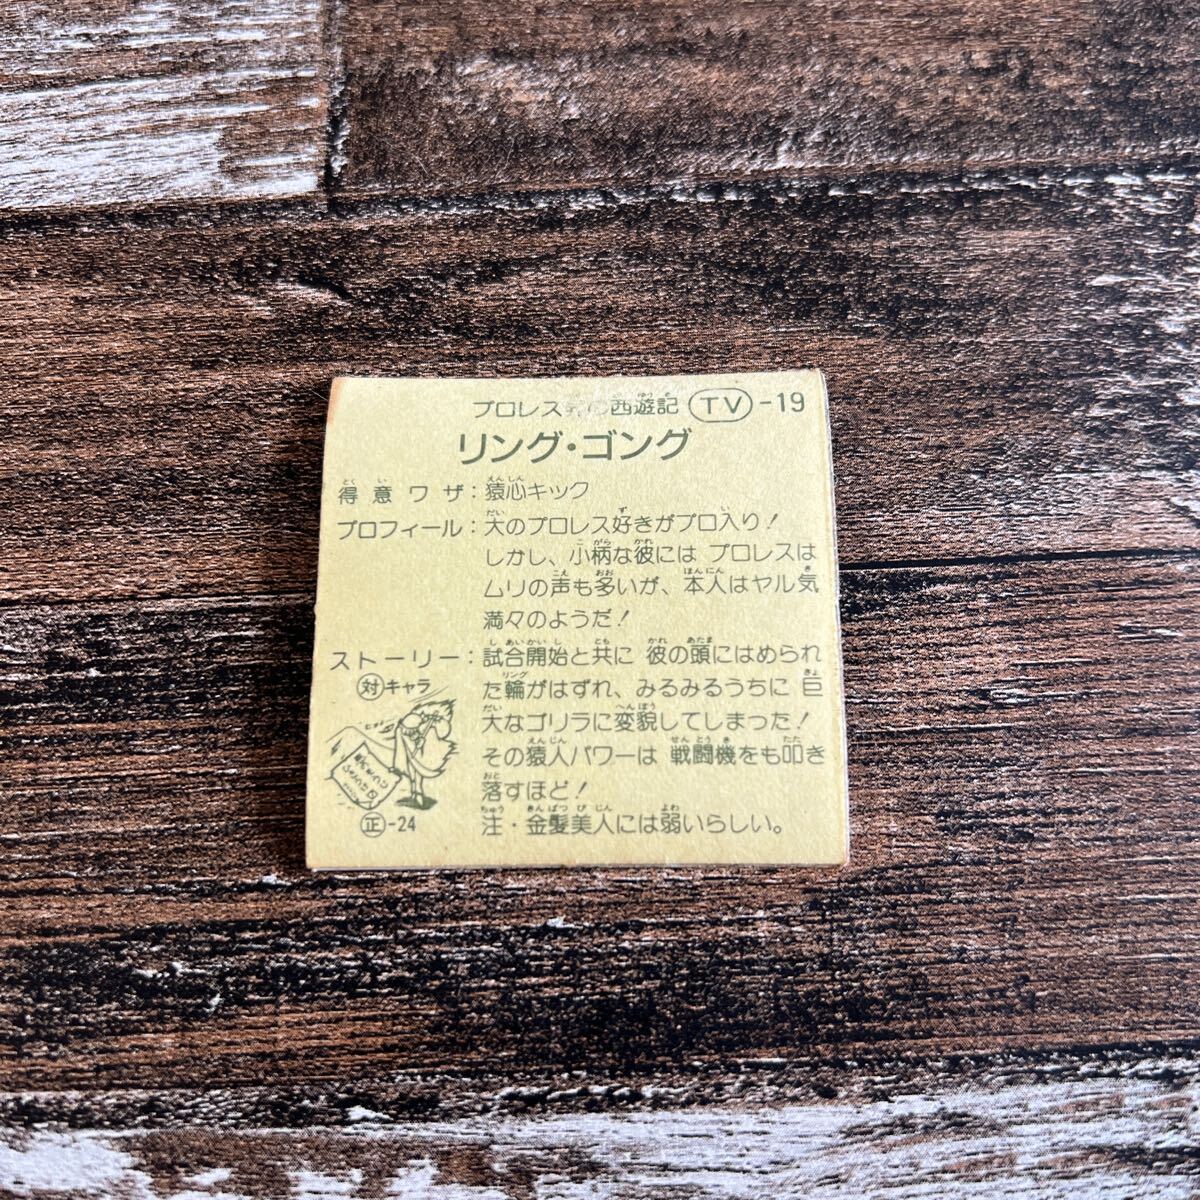 プロレス 西遊記 TV-19
リング・ゴング
得意ワザ：猿心キック
プロフィール：大のプロレス好きがプロ入り！
しかし、小柄な彼には プロレスは
ムリの声も多いが、本人はヤル気
満々のようだ！
ストーリー：試合開始と共に 彼の頭にはめられ
た輪がはずれ、みるみるうちに 巨
大なゴリラに変貌してしまった！
その猿人パワーは 戦闘機をも叩き
落すほど！
注・金髪美人には弱いらしい。
対キャラ
正-24